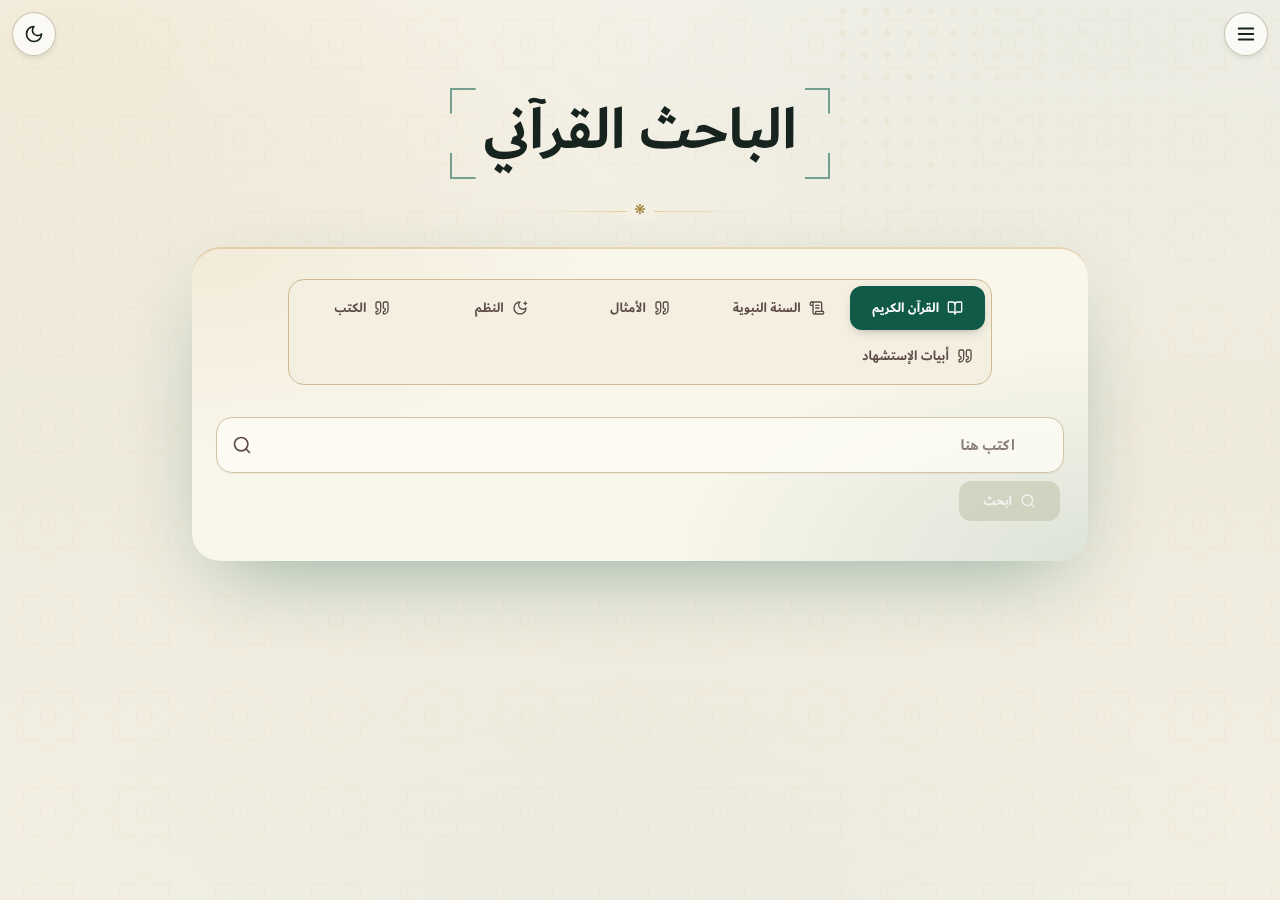 الباحث القرآني
القرآن الكريم
السنة النبوية
الأمثال
النظم
الكتب
أبيات الإستشهاد
اكتب هنا
ابحث